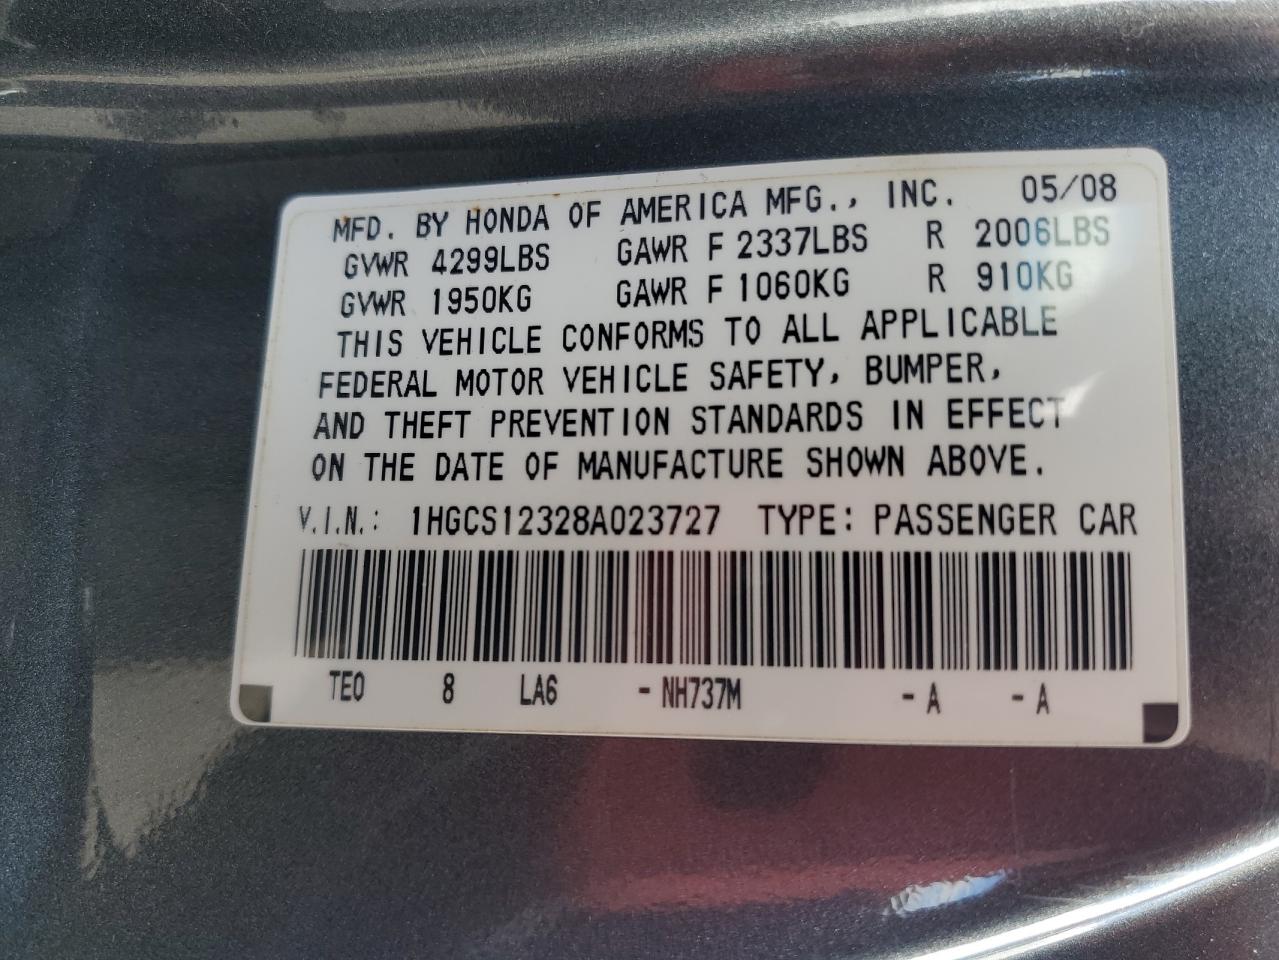 MFD. BY HONDA OF AMERICA MFG., INC. 05/08
GVWR 4299LBS GAWR F 2337LBS R 2006LBS
GVWR 1950KG GAWR F 1060KG R 910KG
THIS VEHICLE CONFORMS TO ALL APPLICABLE
FEDERAL MOTOR VEHICLE SAFETY, BUMPER,
AND THEFT PREVENTION STANDARDS IN EFFECT
ON THE DATE OF MANUFACTURE SHOWN ABOVE.
V.I.N.: 1HGCS12328A023727 TYPE: PASSENGER CAR
TE0 8 LA6 - NH737M - A - A